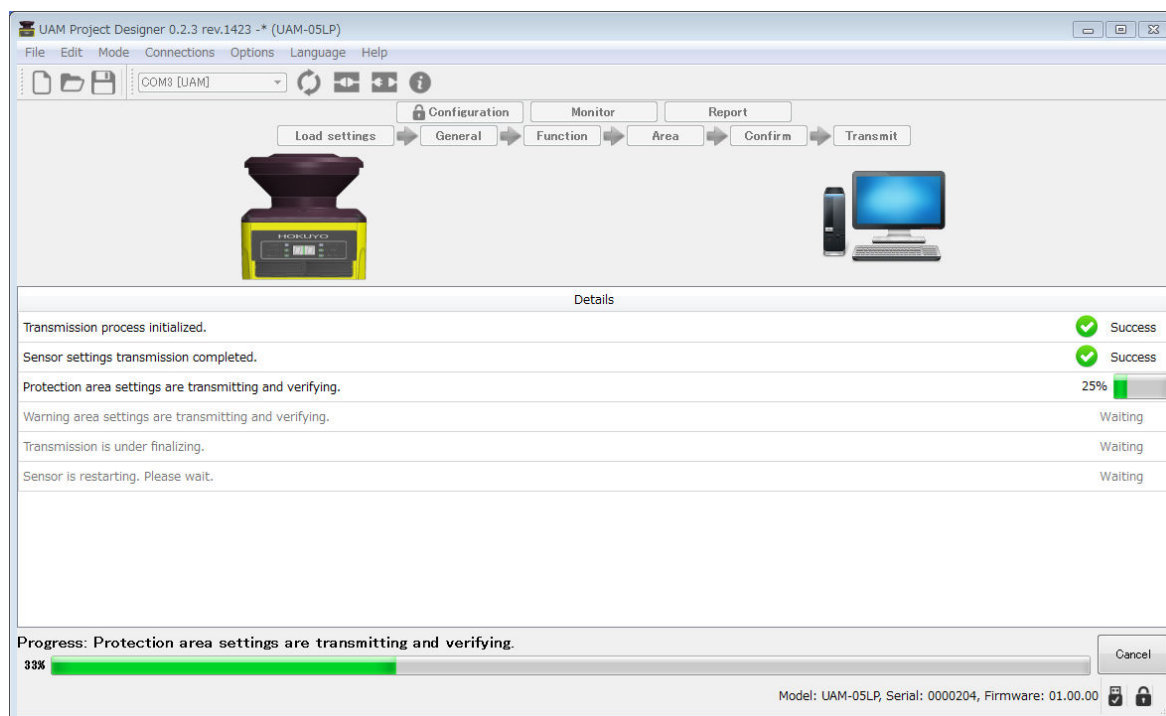 UAM Project Designer 0.2.3 rev.1423 -* (UAM-05LP)
File Edit Mode Connections Options Language Help
COM3 [UAM]
Configuration Monitor Report
Load settings General Function Area Confirm Transmit
HOKUYO
Details
Transmission process initialized. Success
Sensor settings transmission completed. Success
Protection area settings are transmitting and verifying. 25%
Warning area settings are transmitting and verifying. Waiting
Transmission is under finalizing. Waiting
Sensor is restarting. Please wait. Waiting
Progress: Protection area settings are transmitting and verifying.
33%
Cancel
Model: UAM-05LP, Serial: 0000204, Firmware: 01.00.00